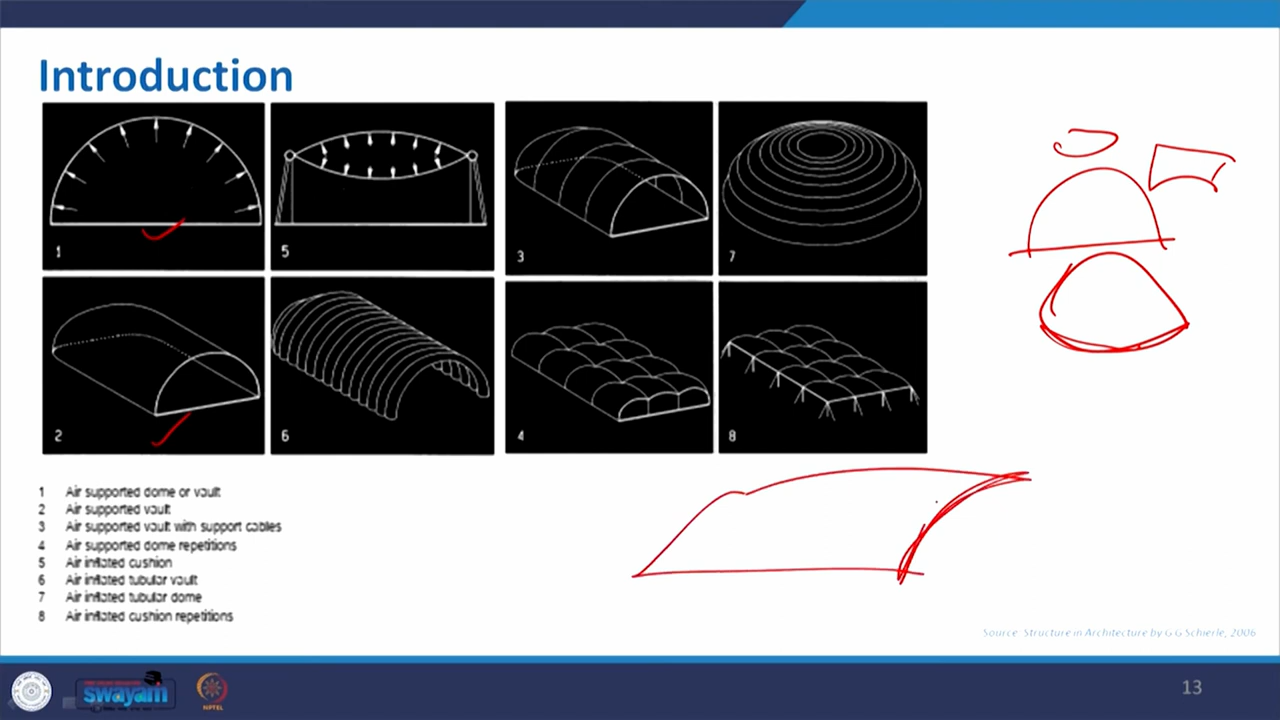 Introduction
1
5
3
7
2
6
4
8
1 Air supported dome or vault
2 Air supported vault
3 Air supported vault with support cables
4 Air supported dome repetitions
5 Air inflated cushion
6 Air inflated tubular vault
7 Air inflated tubular dome
8 Air inflated cushion repetitions
Source: Structure in Architecture by G G Schierle, 2006
swayam
NPTEL
13